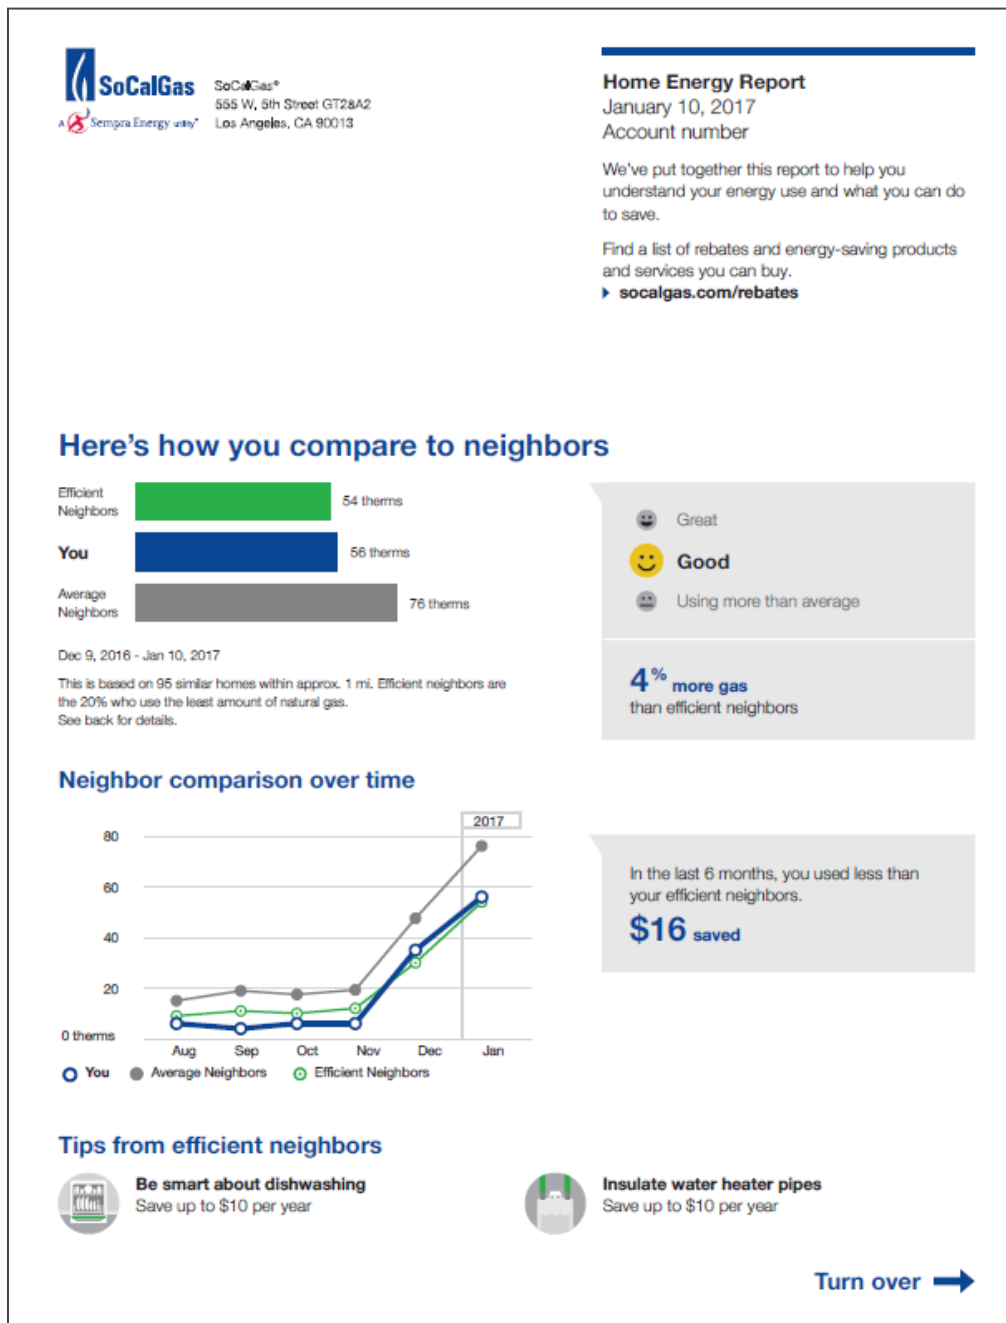 SoCalGas
A Sempra Energy utility®
SoCalGas®
555 W, 5th Street GT28A2
Los Angeles, CA 90013
Home Energy Report
January 10, 2017
Account number
We've put together this report to help you
understand your energy use and what you can do
to save.
Find a list of rebates and energy-saving products
and services you can buy.
socalgas.com/rebates
Here's how you compare to neighbors
Efficient
Neighbors
54 therms
You
56 therms
Average
Neighbors
76 therms
Dec 9, 2016 - Jan 10, 2017
This is based on 95 similar homes within approx. 1 mi. Efficient neighbors are
the 20% who use the least amount of natural gas.
See back for details.
Great
Good
Using more than average
4% more gas
than efficient neighbors
Neighbor comparison over time
2017
80
60
40
20
0 therms
Aug Sep Oct Nov Dec Jan
You Average Neighbors Efficient Neighbors
In the last 6 months, you used less than
your efficient neighbors.
$16 saved
Tips from efficient neighbors
Be smart about dishwashing
Save up to $10 per year
Insulate water heater pipes
Save up to $10 per year
Turn over